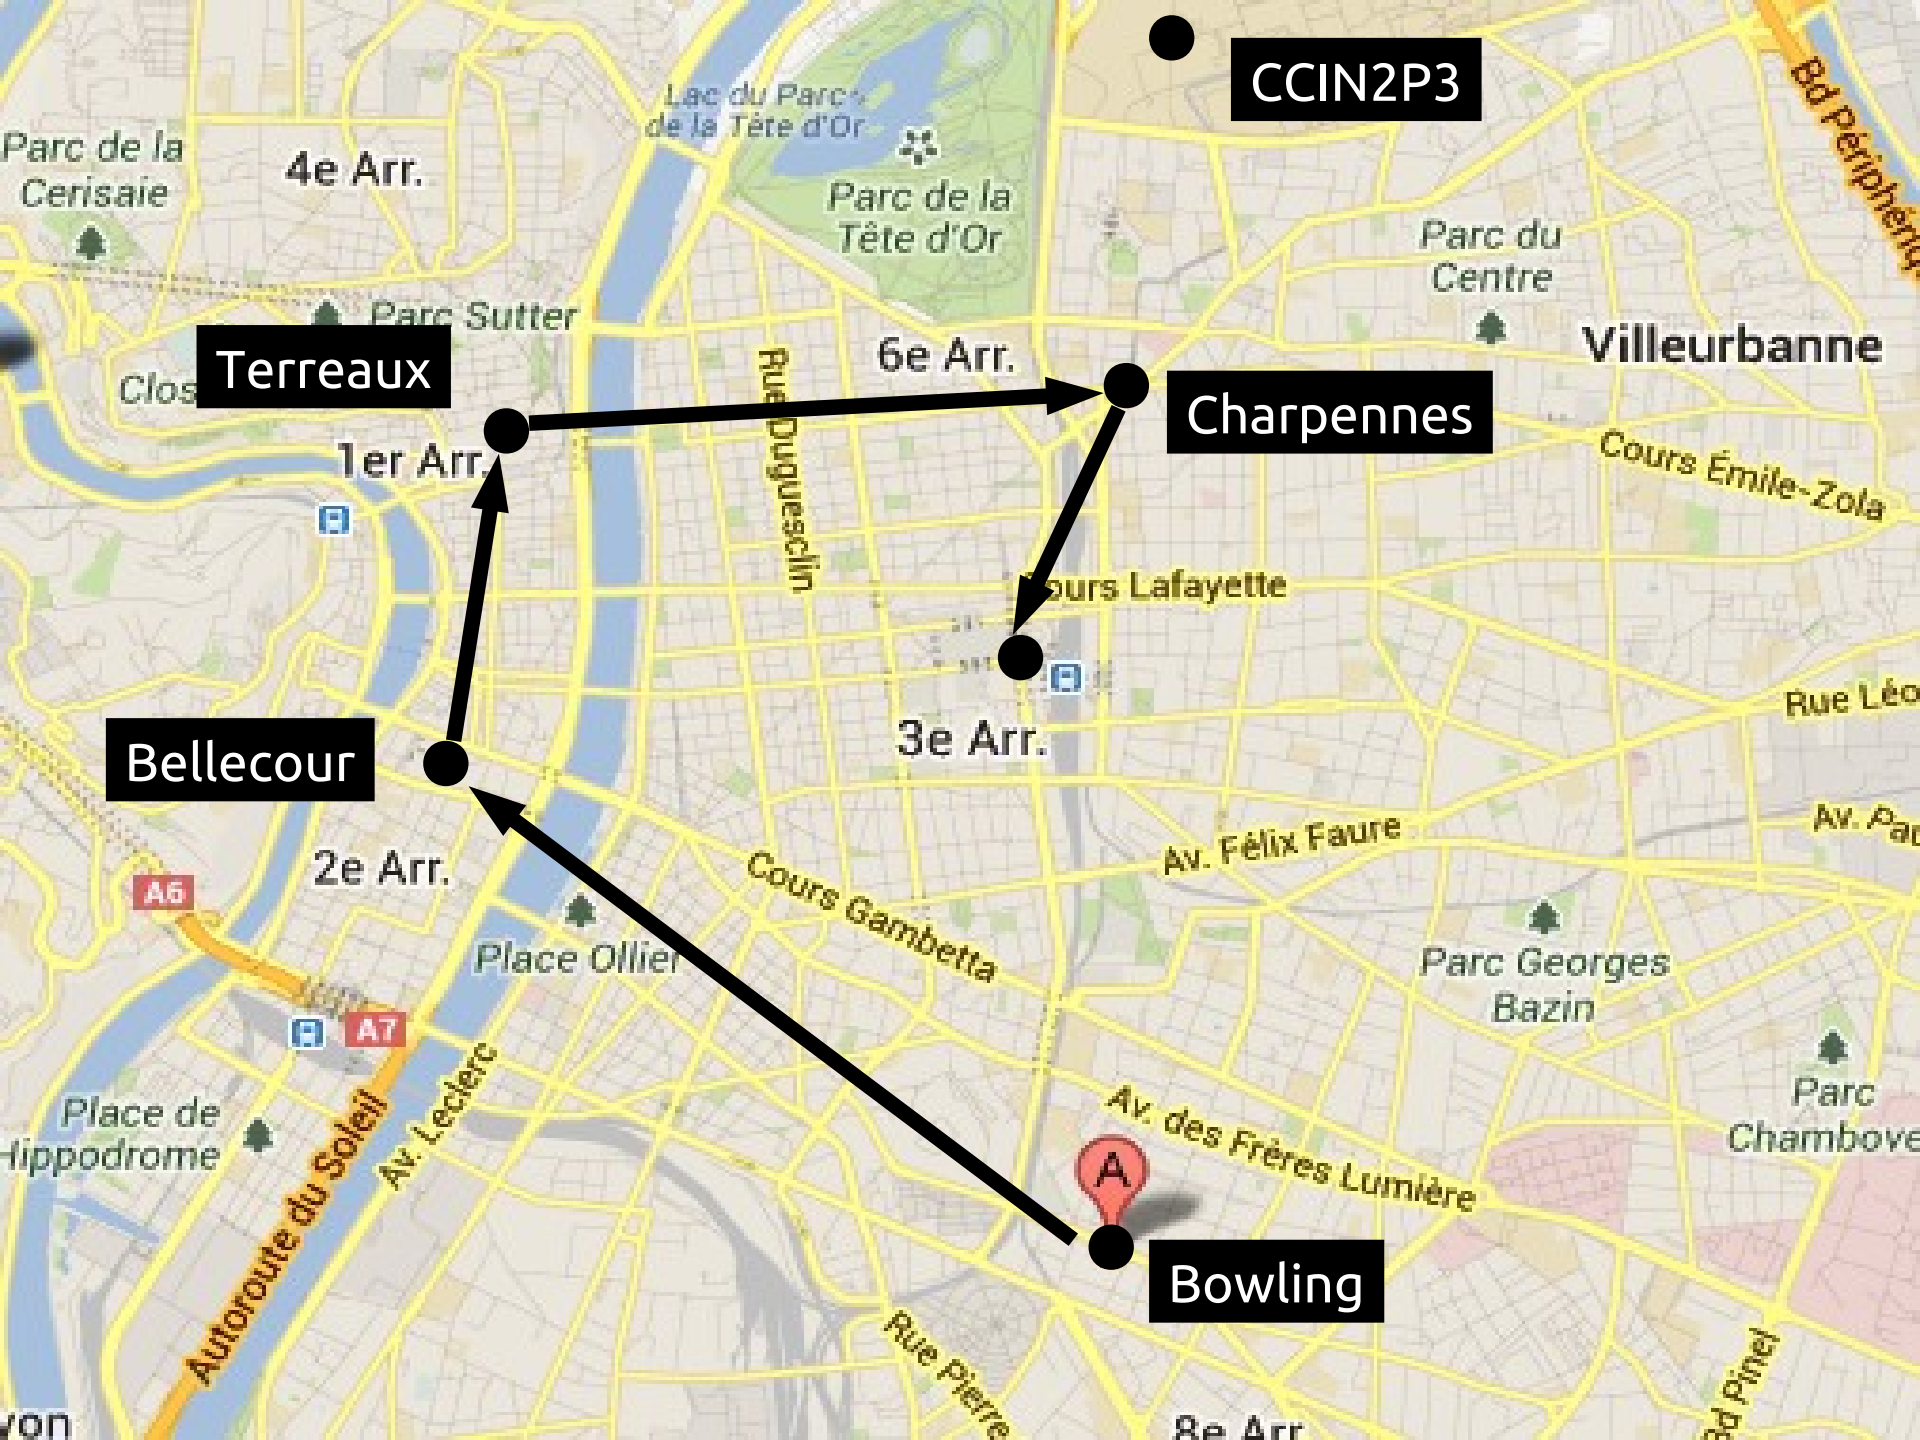 CCIN2P3
Bd Périphériq
Lac du Parc
de la Tête d'Or
Parc de la
Cerisaie
4e Arr.
Parc de la
Tête d'Or
Parc du
Centre
Parc Sutter
Villeurbanne
6e Arr.
Terreaux
Clos
Charpennes
1er Arr.
Rue Duguesclin
Cours Émile-Zola
ours Lafayette
Rue Léo
3e Arr.
Bellecour
Av. Pau
Av. Félix Faure
2e Arr.
Cours Gambetta
A6
Place Ollier
Parc Georges
Bazin
A7
Av. Leclerc
Parc
Chambove
Place de
Hippodrome
Av. des Frères Lumière
A
Autoroute du Soleil
Bowling
Rue Pierre
Bd Pinel
yon
8e Arr